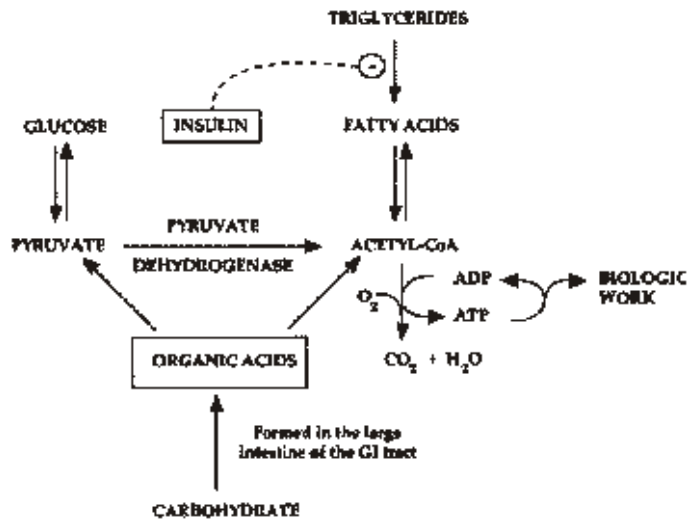 TRIGLYCERIDES
-
GLUCOSE
INSULIN
FATTY ACIDS
PYRUVATE
PYRUVATE
DEHYDROGENASE
ACETYL-CoA
O2
ADP
ATP
BIOLOGIC
WORK
CO2 + H2O
ORGANIC ACIDS
Formed in the large
intestine of the GI tract
CARBOHYDRATE